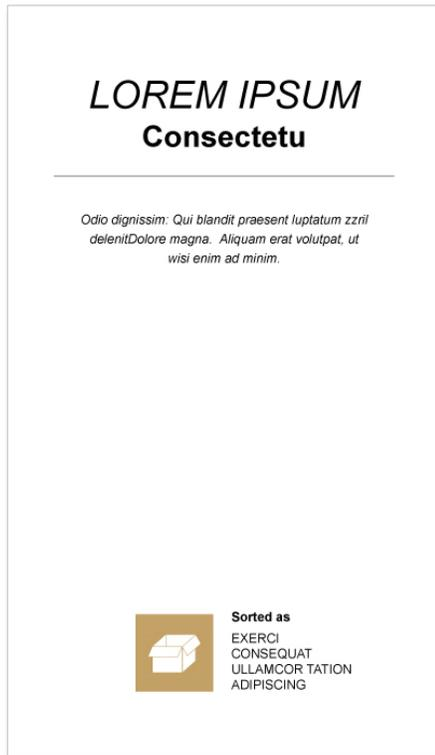 LOREM IPSUM
Consectetu
Odio dignissim: Qui blandit praesent luptatum zzril
delenitDolore magna.  Aliquam erat volutpat, ut
wisi enim ad minim.
Sorted as
EXERCI
CONSEQUAT
ULLAMCOR TATION
ADIPISCING